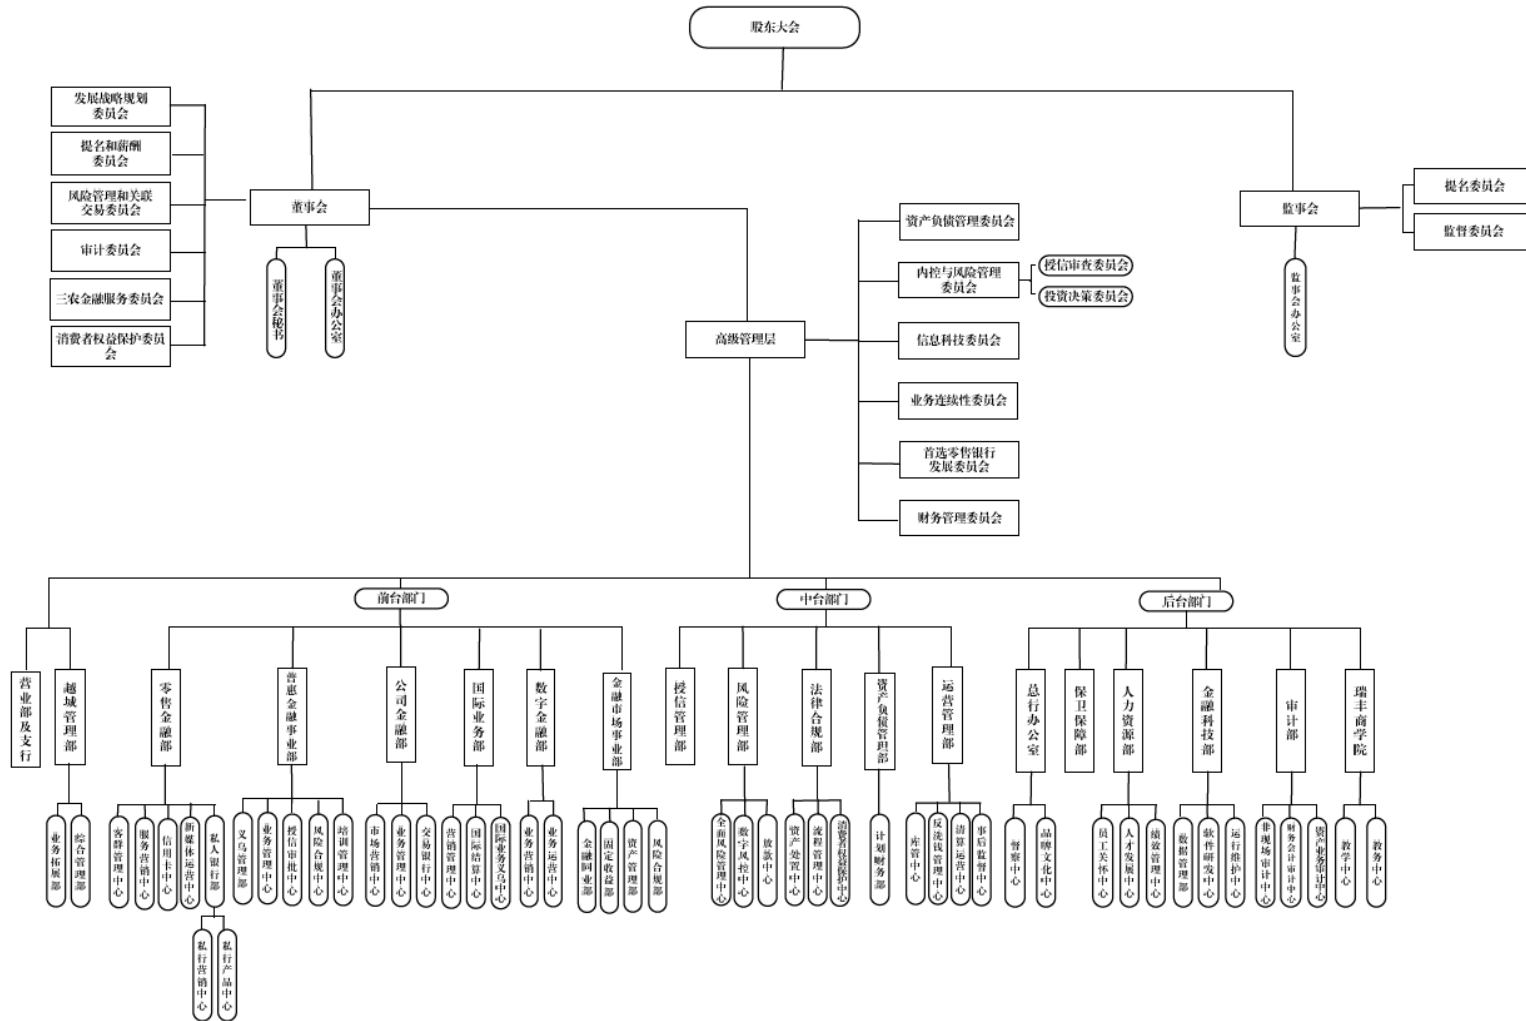 股东大会
发展战略规划
委员会
提名和薪酬
委员会
风险管理和关联
交易委员会
审计委员会
三农金融服务委员会
消费者权益保护委员
会
董事会
董事会秘书
董事会办公室
监事会
提名委员会
监督委员会
监事会办公室
高级管理层
资产负债管理委员会
内控与风险管理
委员会
授信审查委员会
投资决策委员会
信息科技委员会
业务连续性委员会
首选零售银行
发展委员会
财务管理委员会
前台部门
中台部门
后台部门
营业部及支行
越城管理部
零售金融部
普惠金融事业部
公司金融部
国际业务部
数字金融部
金融市场事业部
授信管理部
风险管理部
法律合规部
资产负债管理部
运营管理部
总行办公室
保卫保障部
人力资源部
金融科技部
审计部
瑞丰商学院
业务拓展部
综合管理部
客群管理中心
服务营销中心
信用卡中心
新媒体运营中心
私人银行部
义乌管理部
业务管理中心
授信审批中心
风险合规中心
培训管理中心
市场营销中心
业务管理中心
交易银行中心
营销管理中心
国际结算中心
国际业务义乌中心
业务营销中心
业务运营中心
金融同业部
固定收益部
资产管理部
风险合规部
全面风险管理中心
数字风控中心
放款中心
资产处置中心
流程管理中心
消费者权益保护中心
计划财务部
库管中心
反洗钱管理中心
清算运营中心
事后监督中心
督察中心
品牌文化中心
员工关怀中心
人才发展中心
绩效管理中心
数据管理部
软件研发中心
运行维护中心
非现场审计中心
财务会计审计中心
资产业务审计中心
教学中心
教务中心
私行营销中心
私行产品中心